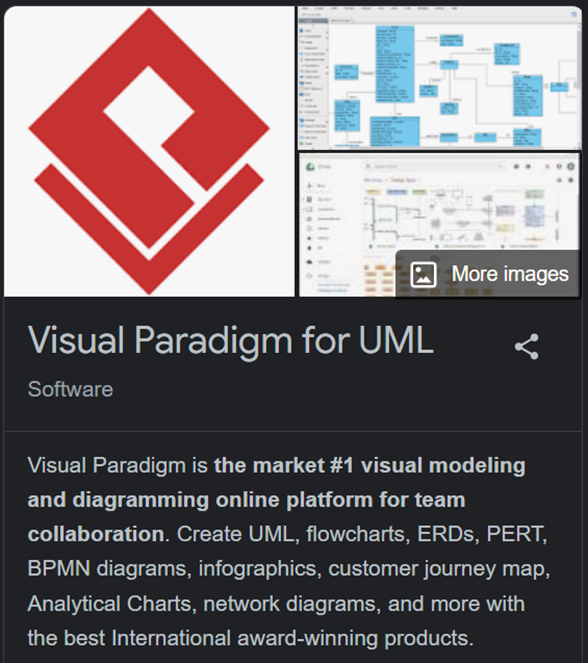 More images
Visual Paradigm for UML
Software
Visual Paradigm is the market #1 visual modeling
and diagramming online platform for team
collaboration. Create UML, flowcharts, ERDs, PERT,
BPMN diagrams, infographics, customer journey map,
Analytical Charts, network diagrams, and more with
the best International award-winning products.